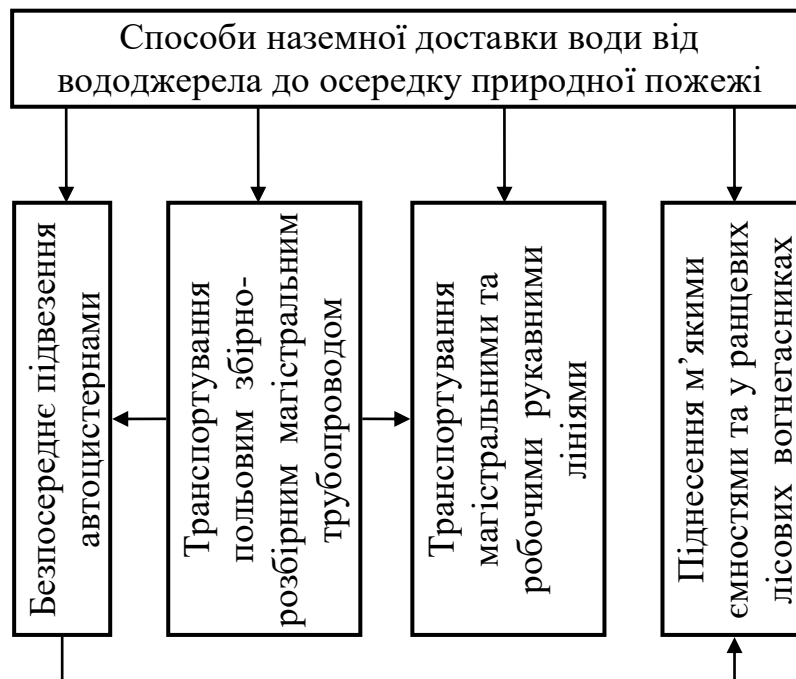 Способи наземної доставки води від
вододжерела до осередку природної пожежі
Безпосереднє підвезення
автоцистернами
Транспортування
польовим збірно-
розбірним магістральним
трубопроводом
Транспортування
магістральними та
робочими рукавними
лініями
Піднесення м’якими
ємностями та у ранцевих
лісових вогнегасниках